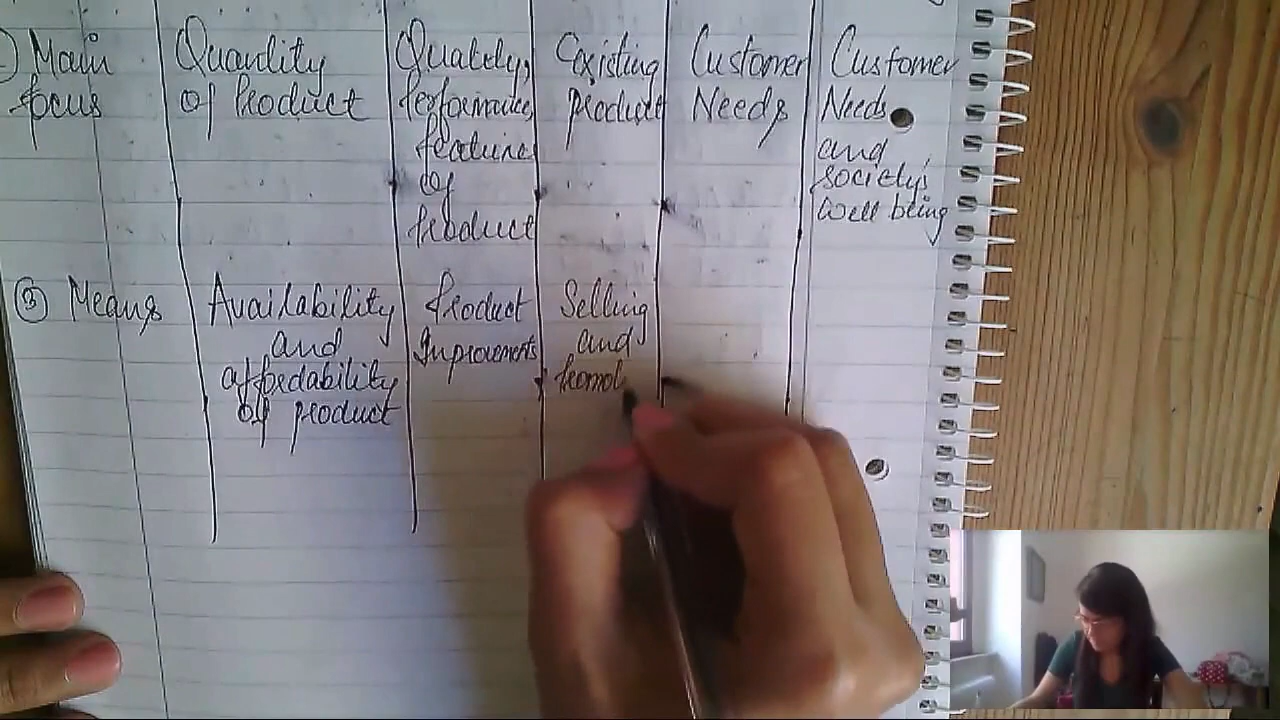 Main
focus
Quantity
of Product
Quality,
Performance,
features
of
Product
Existing
product
Customer
Needs
Customer
Needs
and
society's
well being
③ Means
Availability
and
affordability
of product
Product
Improvements
Selling
and